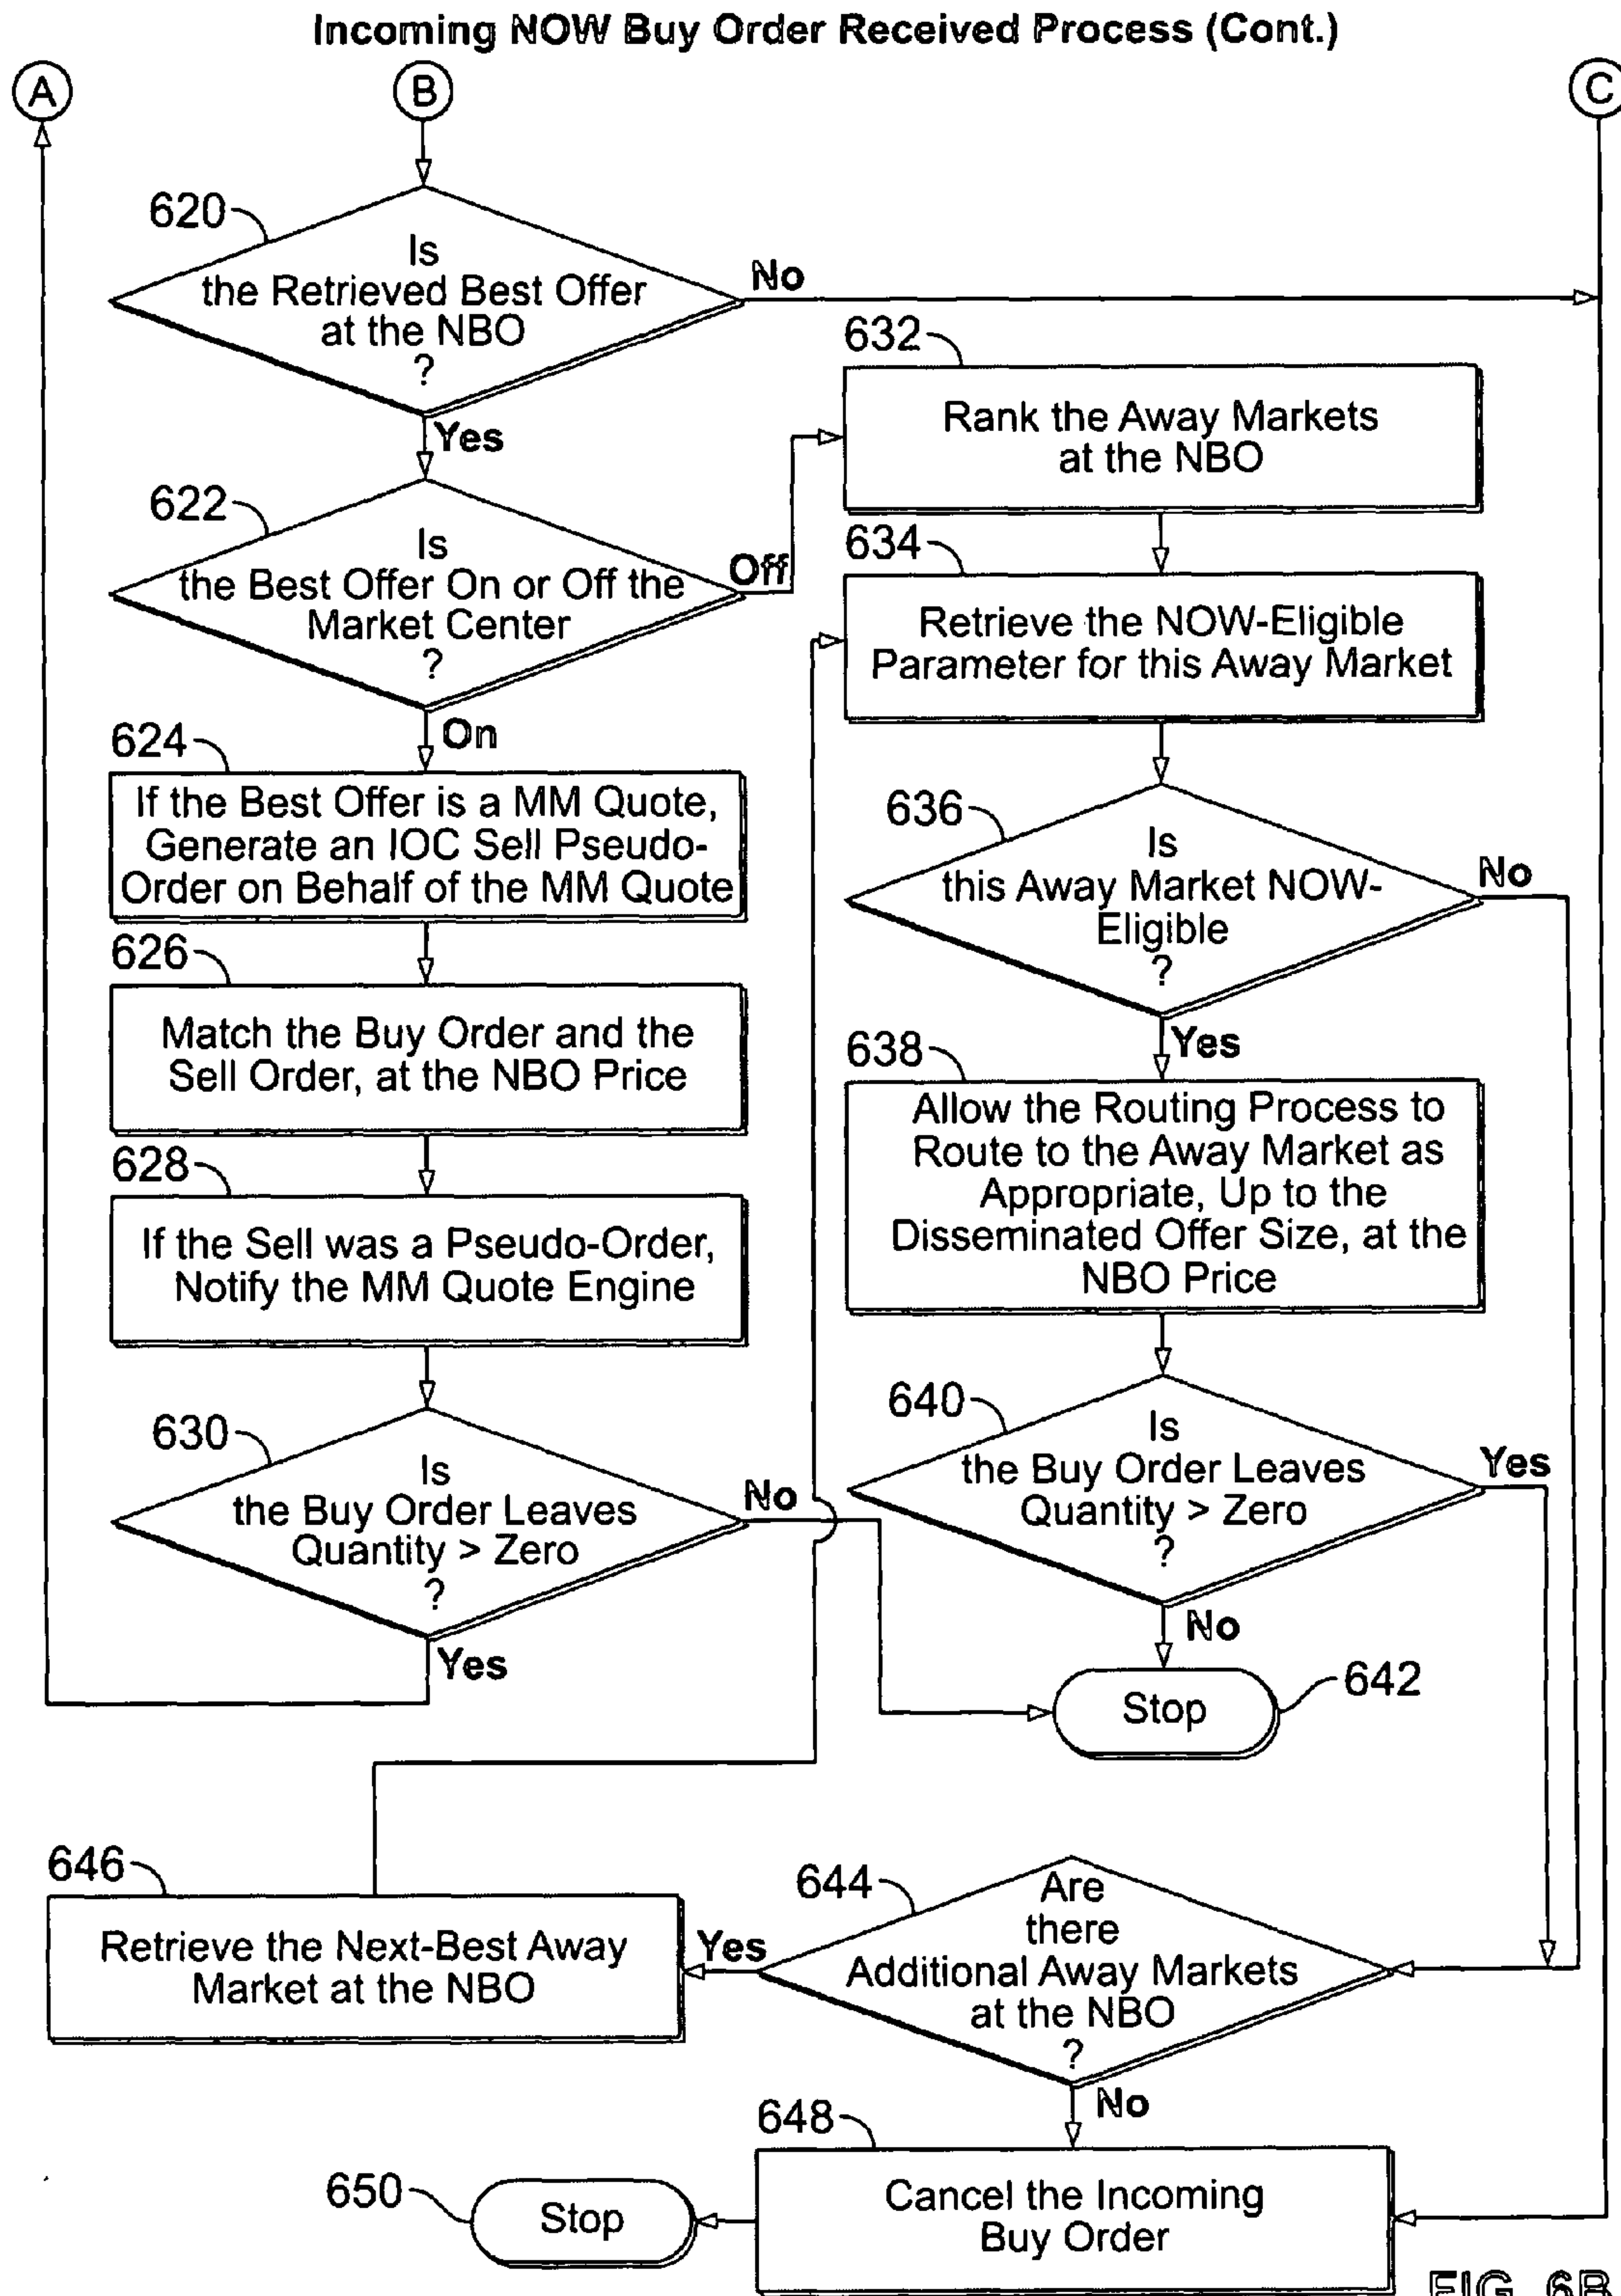 Incoming NOW Buy Order Received Process (Cont.)
A
B
C
620
Is
the Retrieved Best Offer
at the NBO
?
No
Yes
622
Is
the Best Offer On or Off the
Market Center
?
Off
On
624
If the Best Offer is a MM Quote,
Generate an IOC Sell Pseudo-
Order on Behalf of the MM Quote
626
Match the Buy Order and the
Sell Order, at the NBO Price
628
If the Sell was a Pseudo-Order,
Notify the MM Quote Engine
630
Is
the Buy Order Leaves
Quantity > Zero
?
No
Yes
632
Rank the Away Markets
at the NBO
634
Retrieve the NOW-Eligible
Parameter for this Away Market
636
Is
this Away Market NOW-
Eligible
?
No
Yes
638
Allow the Routing Process to
Route to the Away Market as
Appropriate, Up to the
Disseminated Offer Size, at the
NBO Price
640
Is
the Buy Order Leaves
Quantity > Zero
?
Yes
No
Stop
642
644
Are
there
Additional Away Markets
at the NBO
?
Yes
No
646
Retrieve the Next-Best Away
Market at the NBO
648
Cancel the Incoming
Buy Order
650
Stop
FIG. 6B